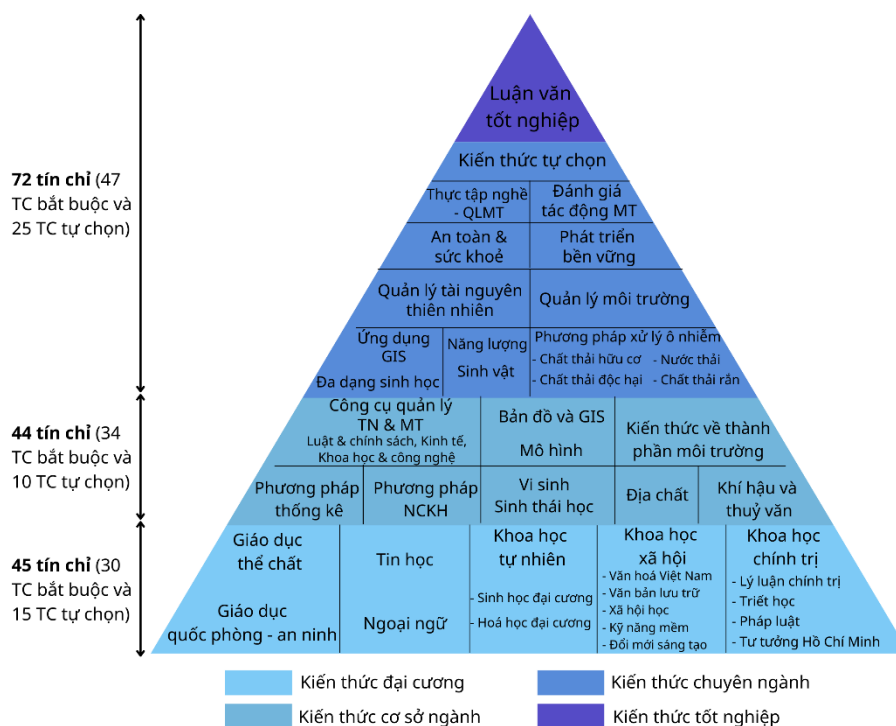 Luận văn
tốt nghiệp
72 tín chỉ (47
TC bắt buộc và
25 TC tự chọn)
Kiến thức tự chọn
Thực tập nghề
- QLMT
Đánh giá
tác động MT
An toàn &
sức khoẻ
Phát triển
bền vững
Quản lý tài nguyên
thiên nhiên
Quản lý môi trường
Ứng dụng
GIS
Đa dạng sinh học
Năng lượng
Sinh vật
Phương pháp xử lý ô nhiễm
- Chất thải hữu cơ - Nước thải
- Chất thải độc hại - Chất thải rắn
44 tín chỉ (34
TC bắt buộc và
10 TC tự chọn)
Công cụ quản lý
TN & MT
Luật & chính sách, Kinh tế,
Khoa học & công nghệ
Bản đồ và GIS
Mô hình
Kiến thức về thành
phần môi trường
Phương pháp
thống kê
Phương pháp
NCKH
Vi sinh
Sinh thái học
Địa chất
Khí hậu và
thuỷ văn
45 tín chỉ (30
TC bắt buộc và
15 TC tự chọn)
Giáo dục
thể chất
Giáo dục
quốc phòng - an ninh
Tin học
Ngoại ngữ
Khoa học
tự nhiên
- Sinh học đại cương
- Hoá học đại cương
Khoa học
xã hội
- Văn hoá Việt Nam
- Văn bản lưu trữ
- Xã hội học
- Kỹ năng mềm
- Đổi mới sáng tạo
Khoa học
chính trị
- Lý luận chính trị
- Triết học
- Pháp luật
- Tư tưởng Hồ Chí Minh
Kiến thức đại cương
Kiến thức chuyên ngành
Kiến thức cơ sở ngành
Kiến thức tốt nghiệp